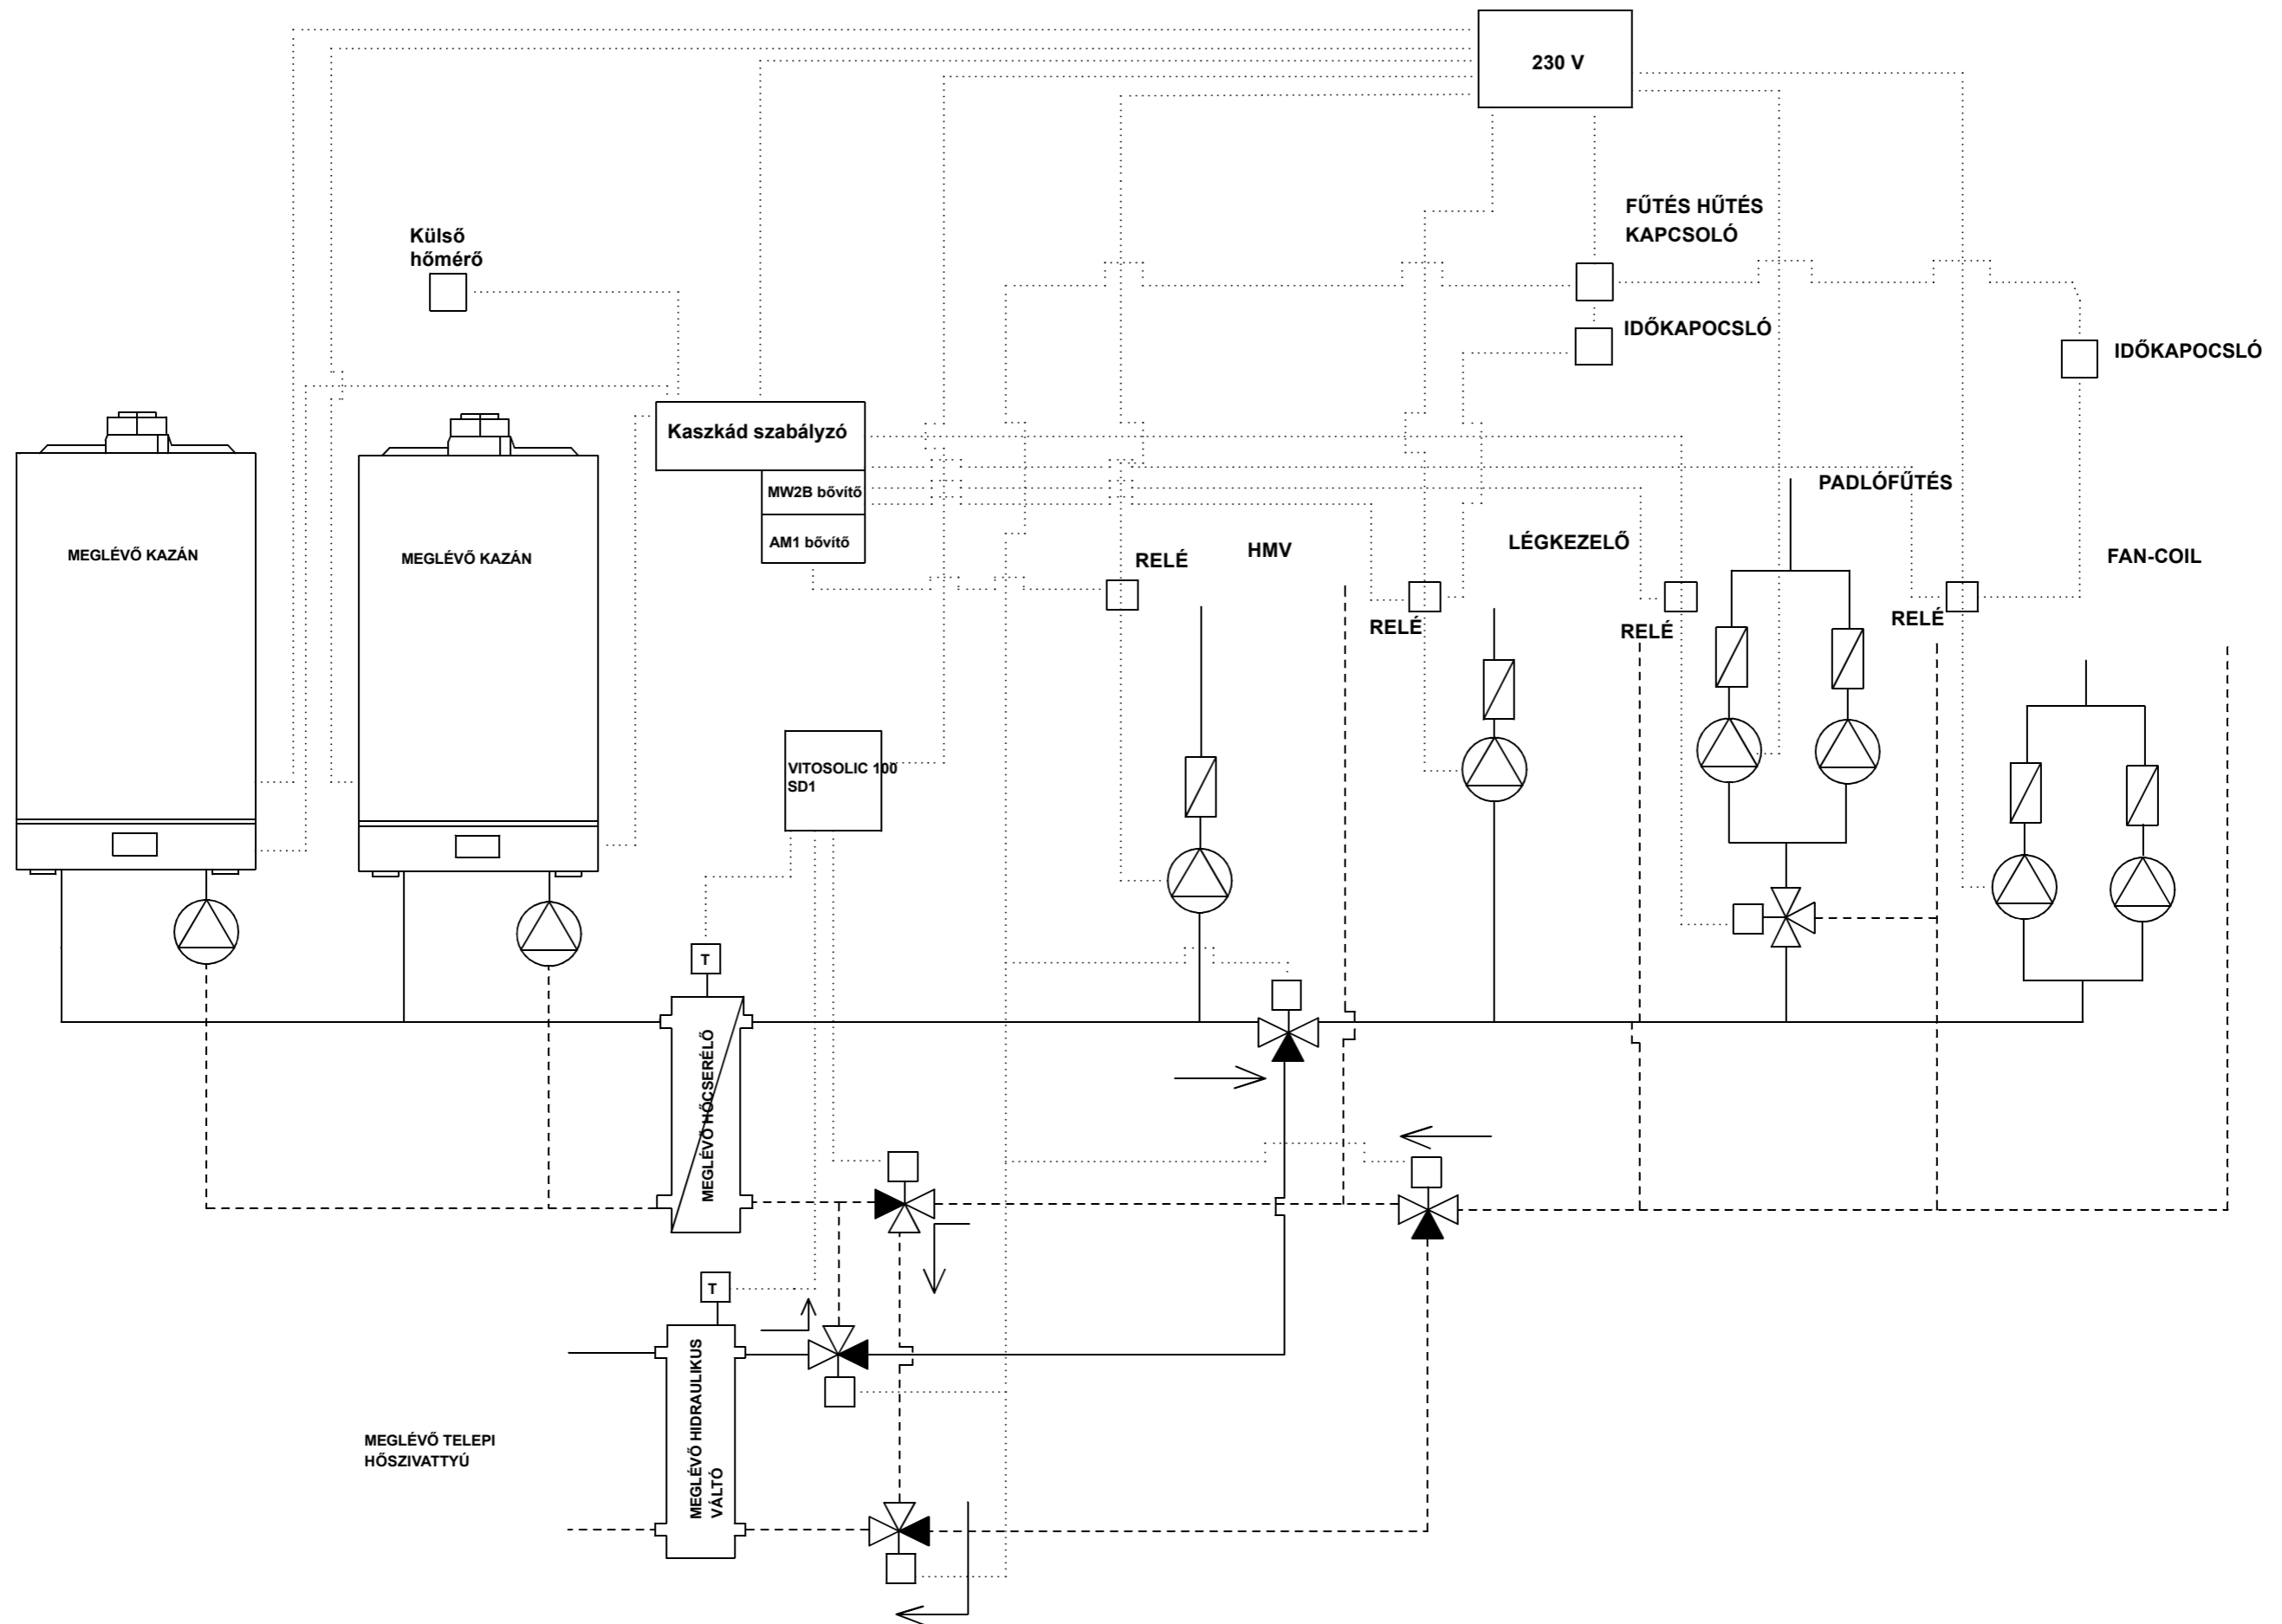 230 V
FŰTÉS HŰTÉS
KAPCSOLÓ
Külső
hőmérő
IDŐKAPOCSLÓ
IDŐKAPOCSLÓ
Kaszkád szabályzó
MW2B bővítő
AM1 bővítő
PADLÓFŰTÉS
MEGLÉVŐ KAZÁN
MEGLÉVŐ KAZÁN
RELÉ
HMV
LÉGKEZELŐ
FAN-COIL
RELÉ
RELÉ
RELÉ
VITOSOLIC 100
SD1
T
MEGLÉVŐ HŐCSERÉLŐ
T
MEGLÉVŐ HIDRAULIKUS
VÁLTÓ
MEGLÉVŐ TELEPI
HŐSZIVATTYÚ